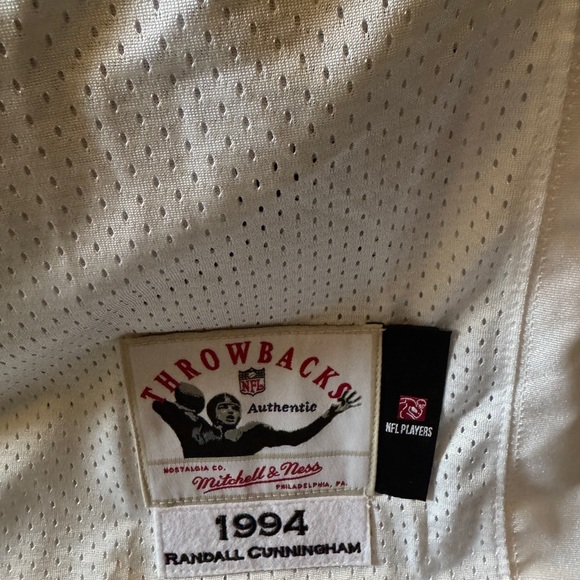 THROWBACKS
NFL
Authentic
NOSTALGIA CO.
Mitchell & Ness
PHILADELPHIA, PA.
NFL PLAYERS
1994
RANDALL CUNNINGHAM